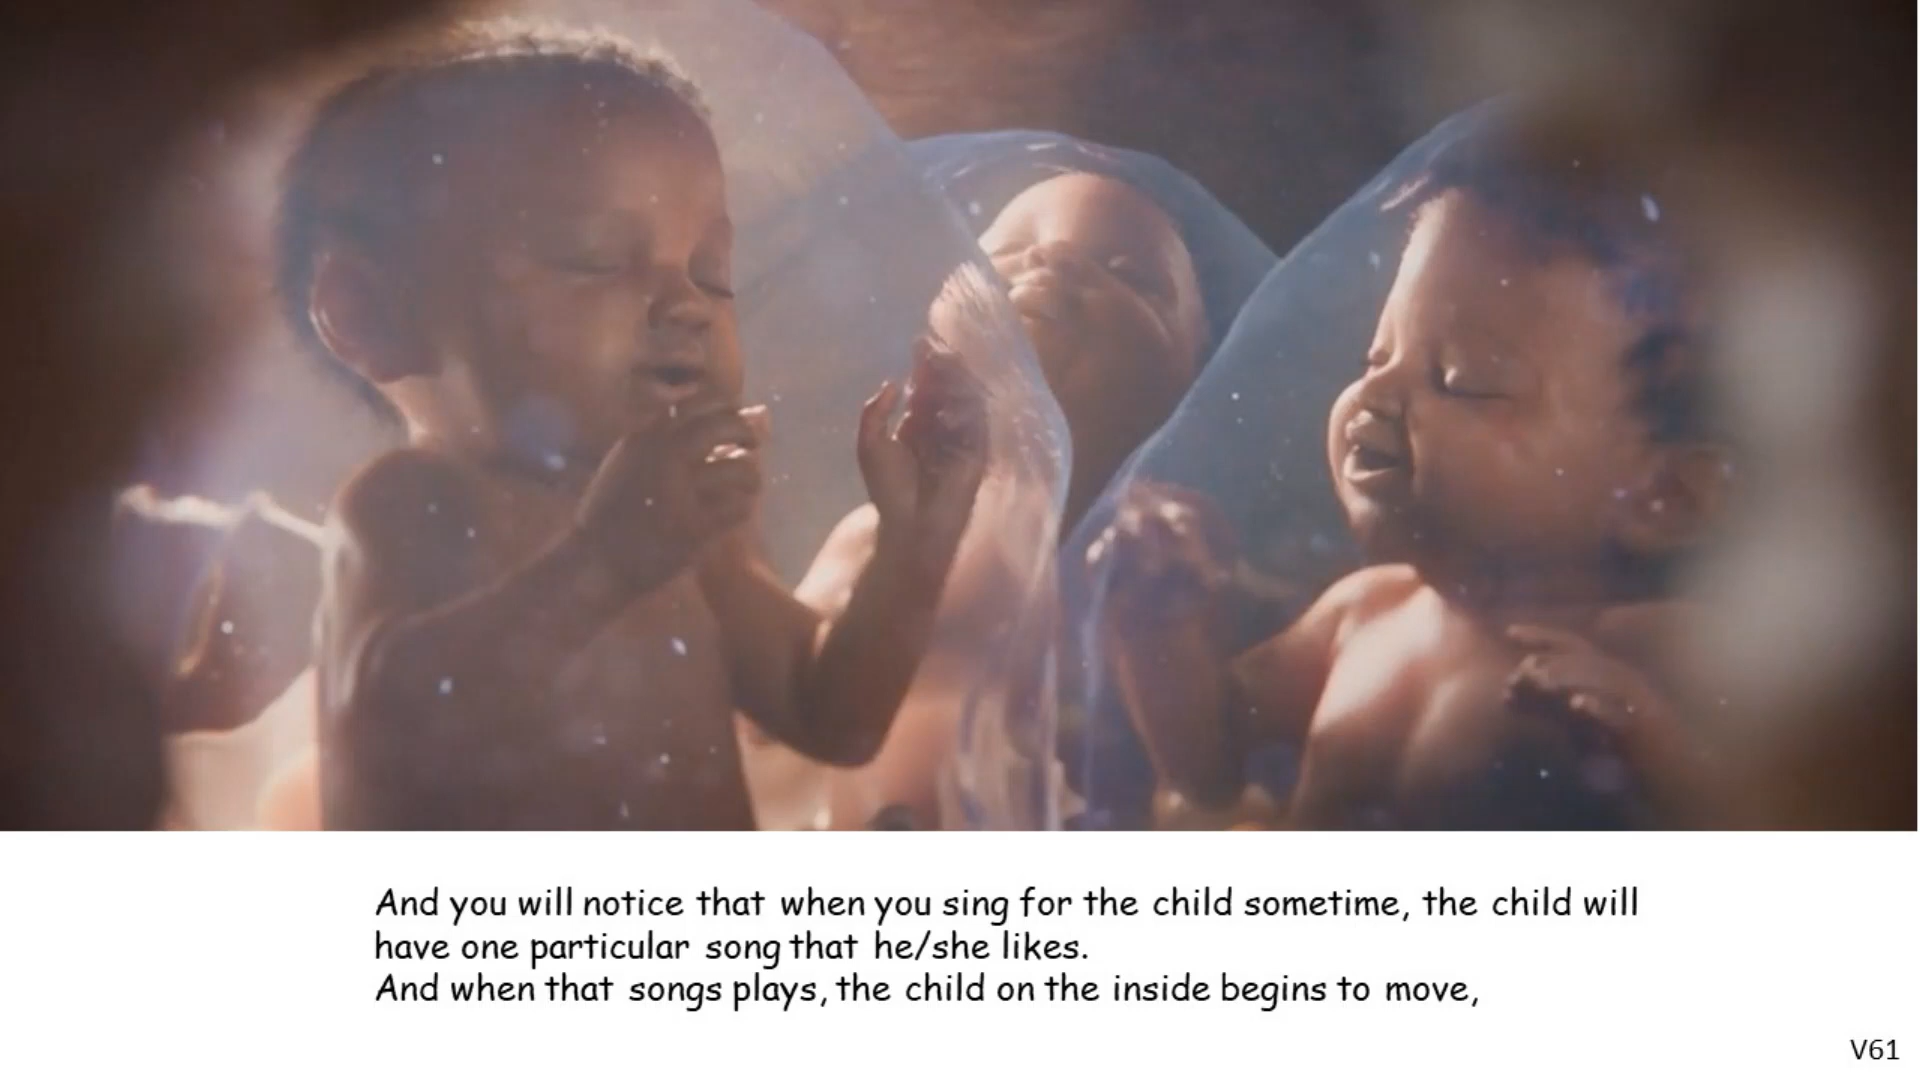 And you will notice that when you sing for the child sometime, the child will
have one particular song that he/she likes.
And when that songs plays, the child on the inside begins to move,
V61